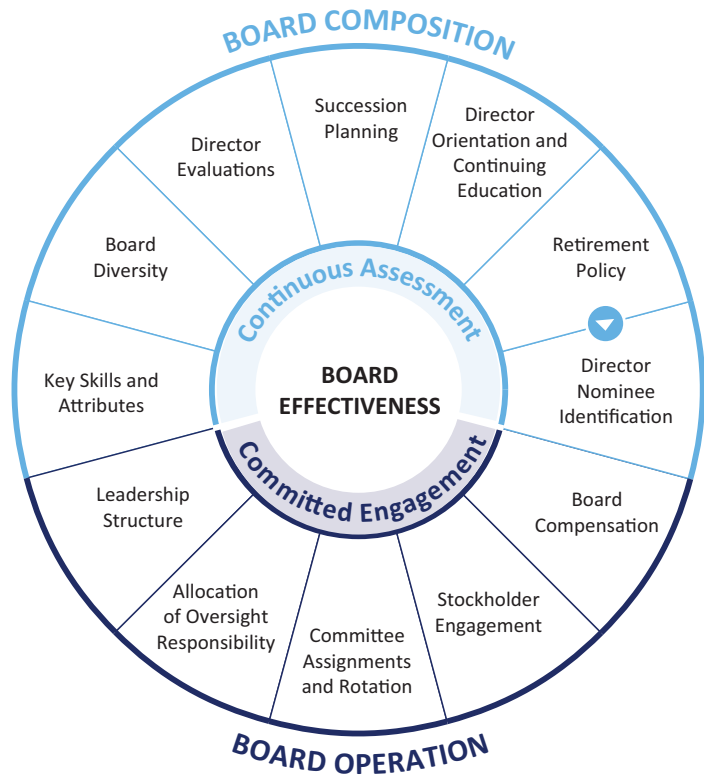 BOARD COMPOSITION
Succession
Planning
Director
Orientation and
Continuing
Education
Director
Evaluations
Retirement
Policy
Board
Diversity
Continuous Assessment
Key Skills and
Attributes
BOARD
EFFECTIVENESS
Director
Nominee
Identification
Committed Engagement
Leadership
Structure
Board
Compensation
Allocation
of Oversight
Responsibility
Stockholder
Engagement
Committee
Assignments
and Rotation
BOARD OPERATION